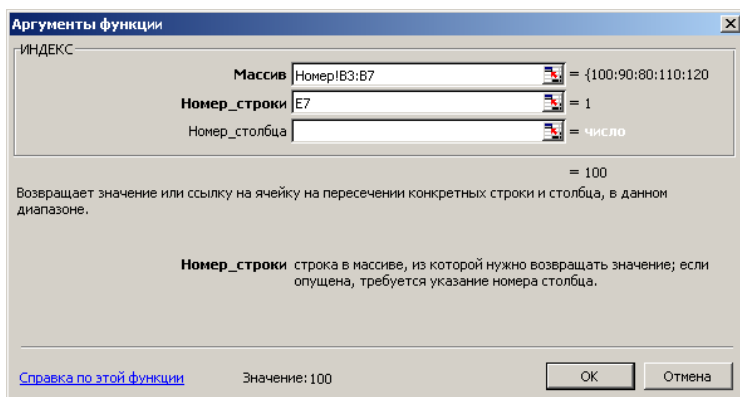 Аргументы функции
ИНДЕКС
Массив Номер!B3:B7 = {100:90:80:110:120
Номер_строки E7 = 1
Номер_столбца = число
= 100
Возвращает значение или ссылку на ячейку на пересечении конкретных строки и столбца, в данном
диапазоне.
Номер_строки строка в массиве, из которой нужно возвращать значение; если
опущена, требуется указание номера столбца.
Справка по этой функции Значение:100 OK Отмена